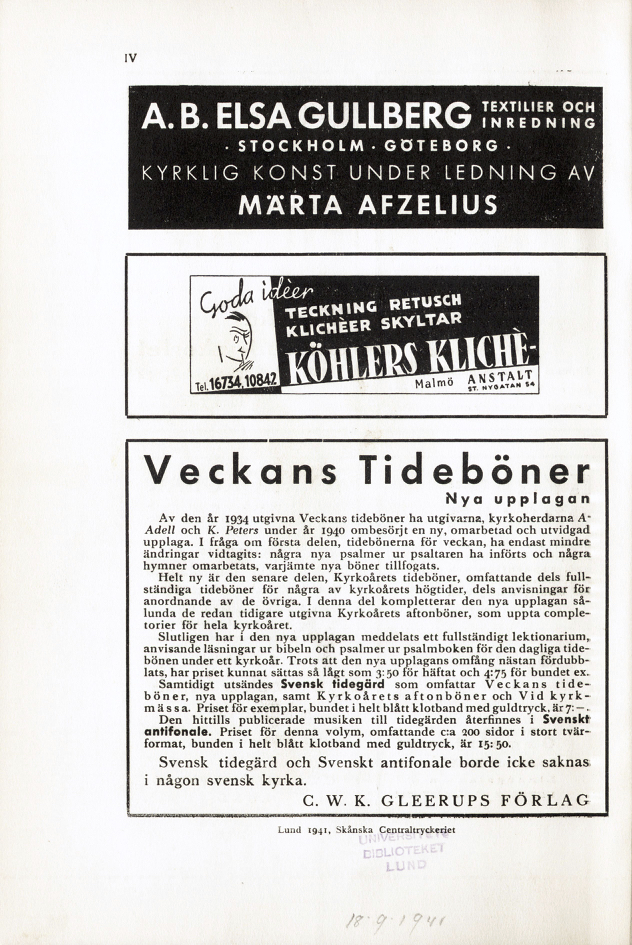 IV
A.B. ELSA GULLBERG TEXTILIER OCH INREDNING
· STOCKHOLM · GÖTEBORG ·
KYRKLIG KONST UNDER LEDNING AV
MÄRTA AFZELIUS
Goda idéer
TECKNING RETUSCH
KLICHÈER SKYLTAR
KÖHLERS KLICHÈ-
Tel. 16734, 10842 Malmö ANSTALT
ST. NYGATAN 54
Veckans Tideböner
Nya upplagan
Av den år 1934 utgivna Veckans tideböner ha utgivarna, kyrkoherdarna A·
Adell och K. Peters under år 1940 ombesörjt en ny, omarbetad och utvidgad
upplaga. I fråga om första delen, tidebönerna för veckan, ha endast mindre
ändringar vidtagits: några nya psalmer ur psaltaren ha införts och några
hymner omarbetats, varjämte nya böner tillfogats.
Helt ny är den senare delen, Kyrkoårets tideböner, omfattande dels full-
ständiga tideböner för några av kyrkoårets högtider, dels anvisningar för
anordnande av de övriga. I denna del kompletterar den nya upplagan så-
lunda de redan tidigare utgivna Kyrkoårets aftonböner, som uppta comple-
torier för hela kyrkoåret.
Slutligen har i den nya upplagan meddelats ett fullständigt lektionarium,
anvisande läsningar ur bibeln och psalmer ur psalmboken för den dagliga tide-
bönen under ett kyrkoår. Trots att den nya upplagans omfång nästan fördubb-
lats, har priset kunnat sättas så lågt som 3:50 för häftat och 4:75 för bundet ex.
Samtidigt utsändes Svensk tidegärd som omfattar Veckans tide-
böner, nya upplagan, samt Kyrkoårets aftonböner och Vid kyrk-
mässa. Priset för exemplar, bundet i helt blått klotband med guldtryck, är 7:—.
Den hittills publicerade musiken till tidegärden återfinnes i Svenskt
antifonale. Priset för denna volym, omfattande c:a 200 sidor i stort tvär-
format, bunden i helt blått klotband med guldtryck, är 15:50.
Svensk tidegärd och Svenskt antifonale borde icke saknas
i någon svensk kyrka.
C. W. K. GLEERUPS FÖRLAG
Lund 1941, Skånska Centraltryckeriet
UNIVERSITETS
BIBLIOTEKET
LUND
18·9·1941